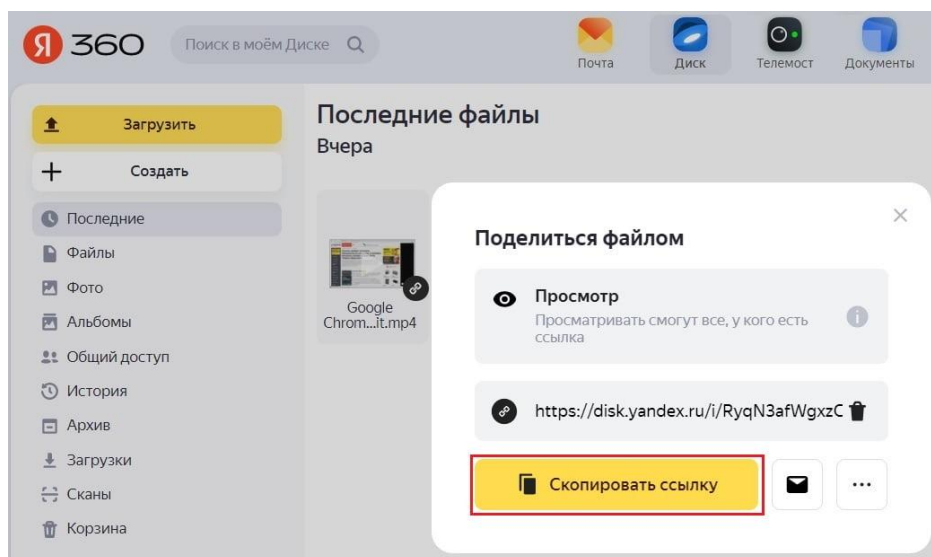 Я 360
Поиск в моём Диске
Почта
Диск
Телемост
Документы
Загрузить
Создать
Последние
Файлы
Фото
Альбомы
Общий доступ
История
Архив
Загрузки
Сканы
Корзина
Последние файлы
Вчера
Google
Chrom...it.mp4
Поделиться файлом
Просмотр
Просматривать смогут все, у кого есть
ссылка
https://disk.yandex.ru/i/RyqN3afWgxzC
Скопировать ссылку